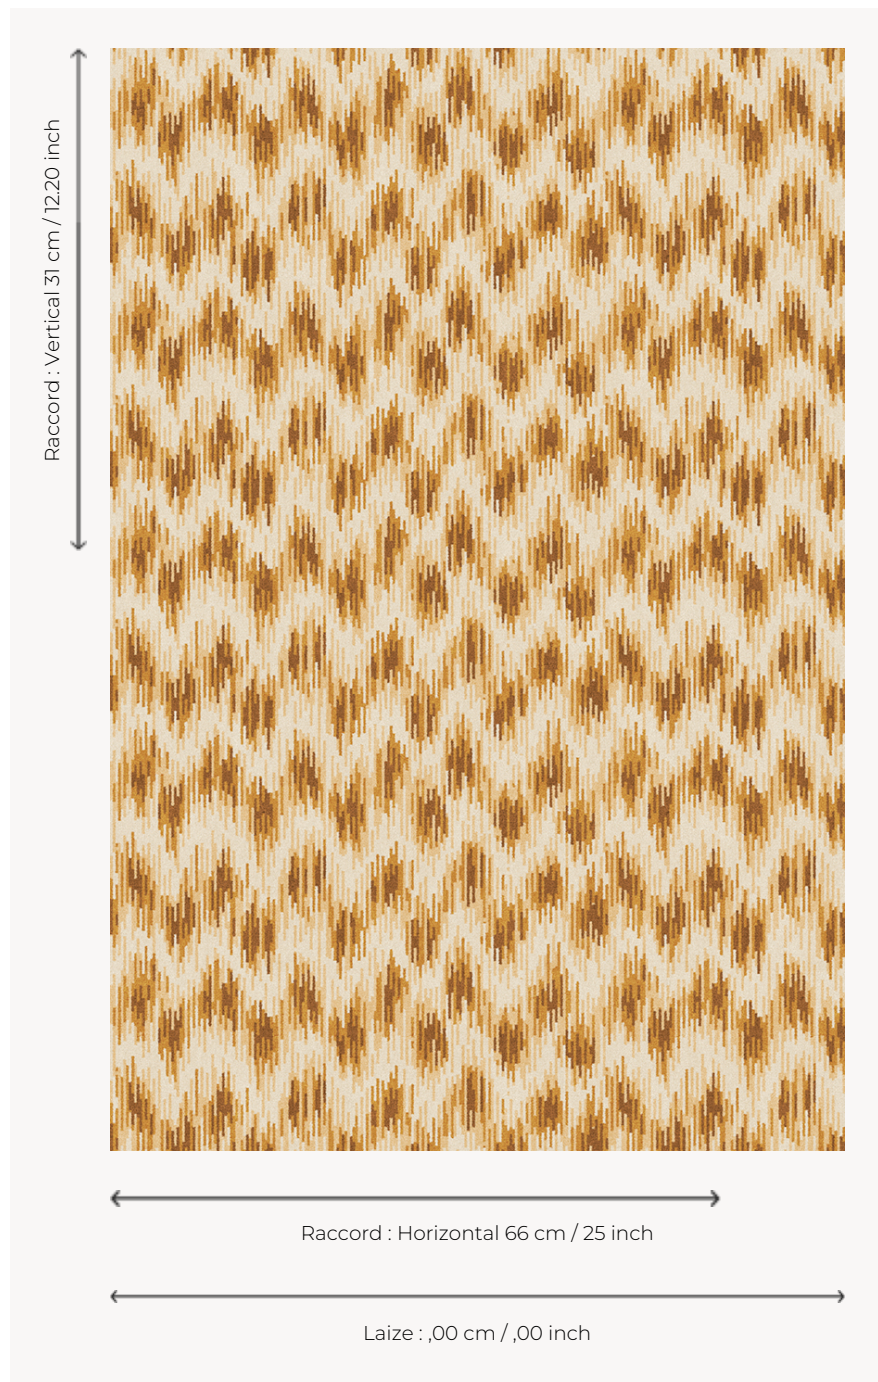 Raccord : Vertical 31 cm / 12.20 inch
Raccord : Horizontal 66 cm / 25 inch
Laize : ,00 cm / ,00 inch